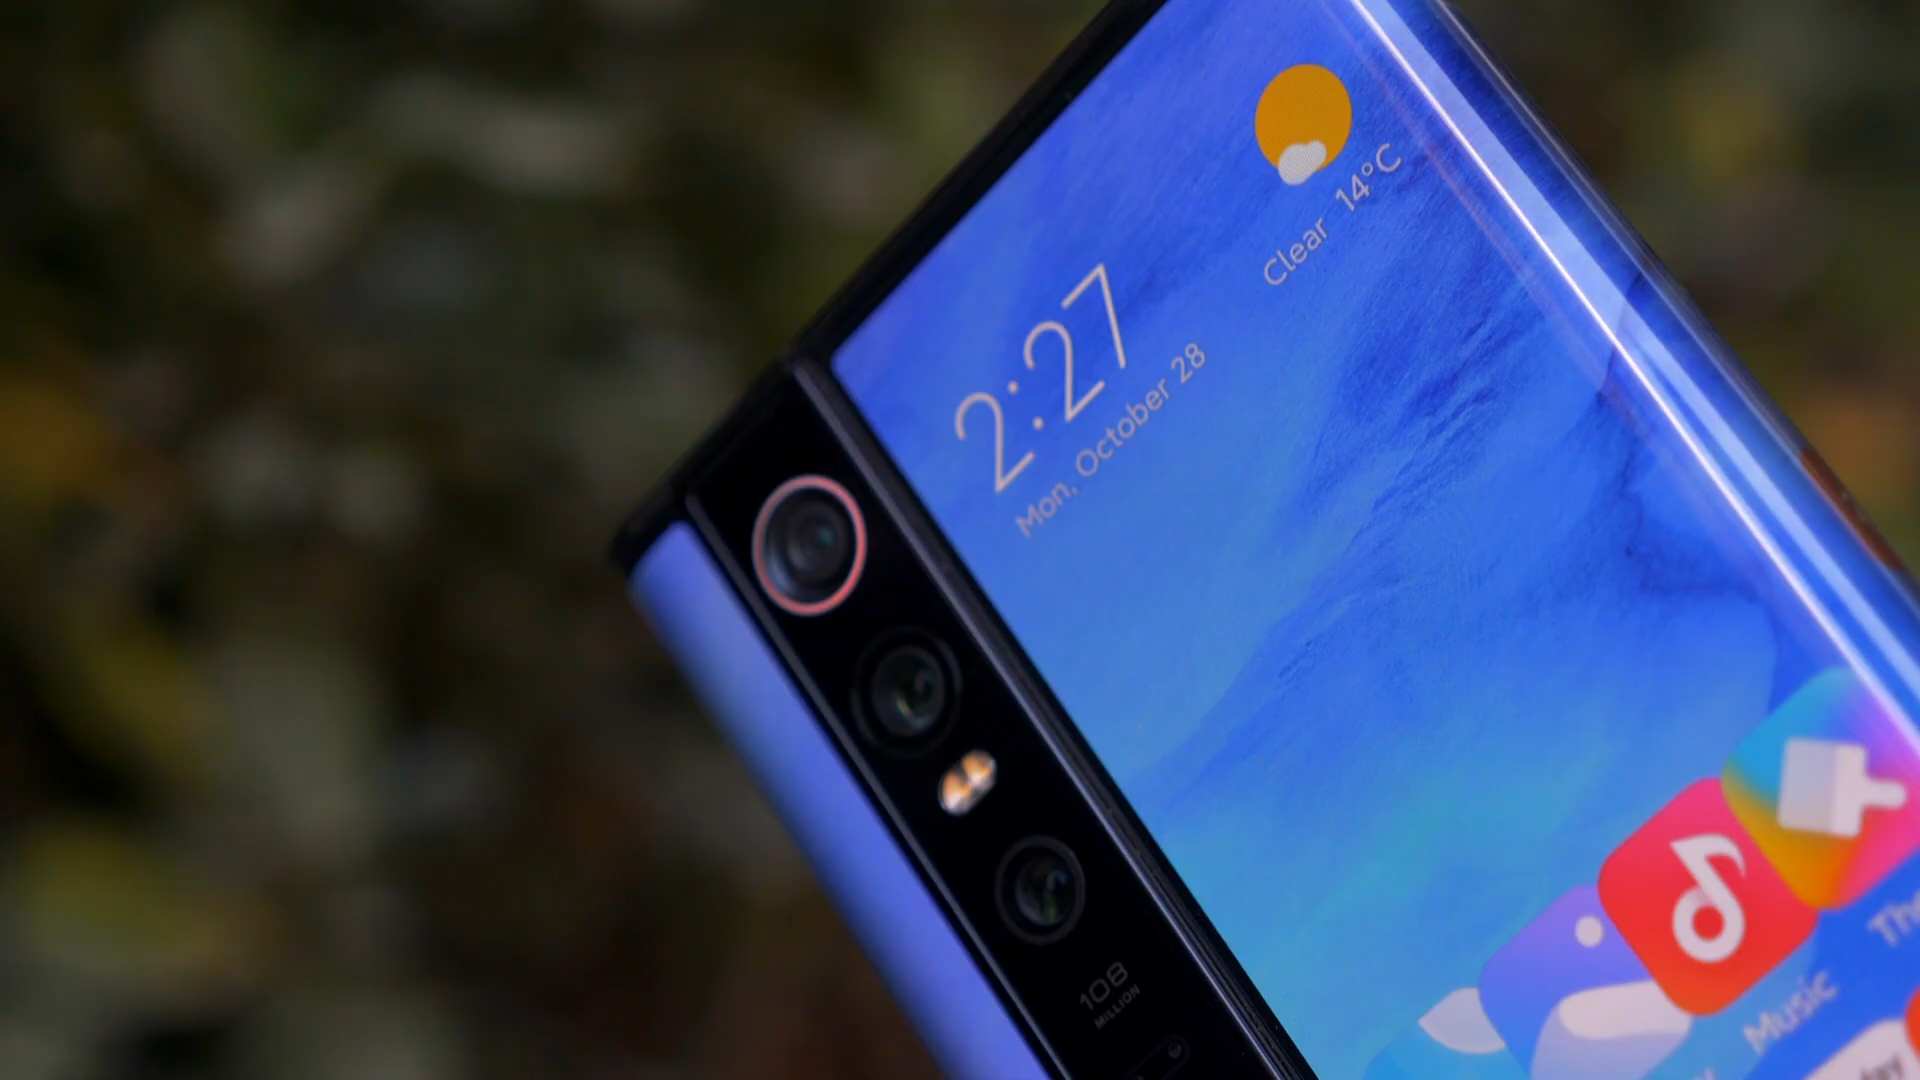 Clear 14°C
2:27
Mon, October 28
Music
108
MILLION